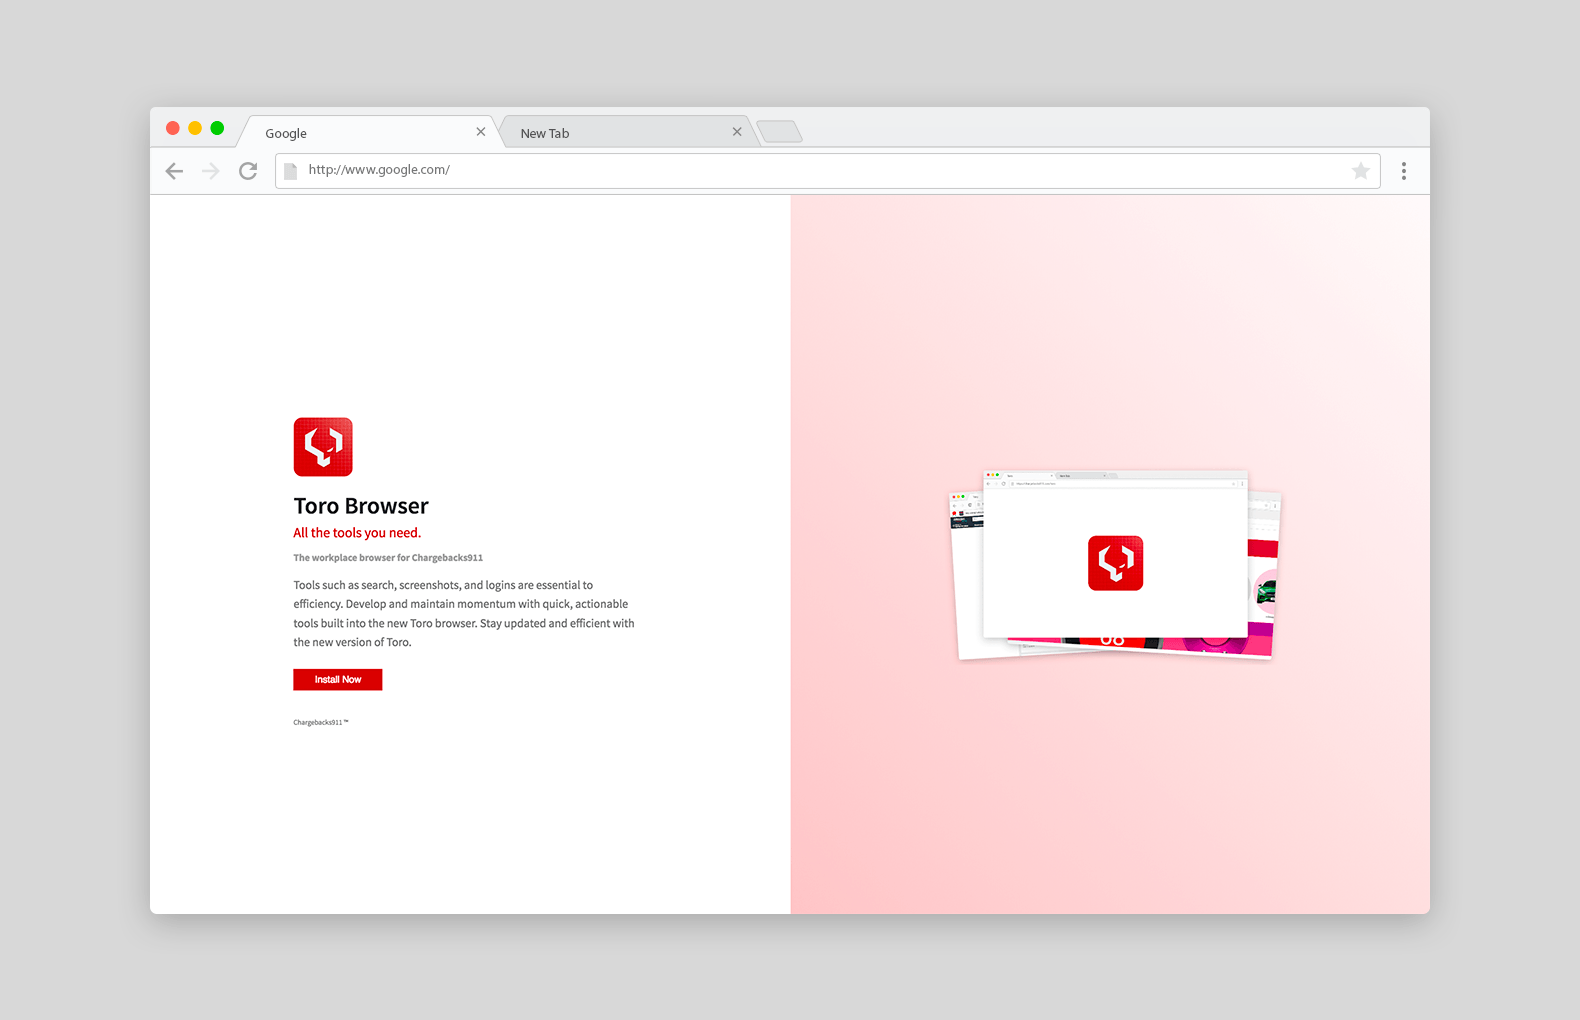 Google
New Tab
http://www.google.com/
Toro Browser
All the tools you need.
The workplace browser for Chargebacks911
Tools such as search, screenshots, and logins are essential to
efficiency. Develop and maintain momentum with quick, actionable
tools built into the new Toro browser. Stay updated and efficient with
the new version of Toro.
Install Now
Chargebacks911 ™